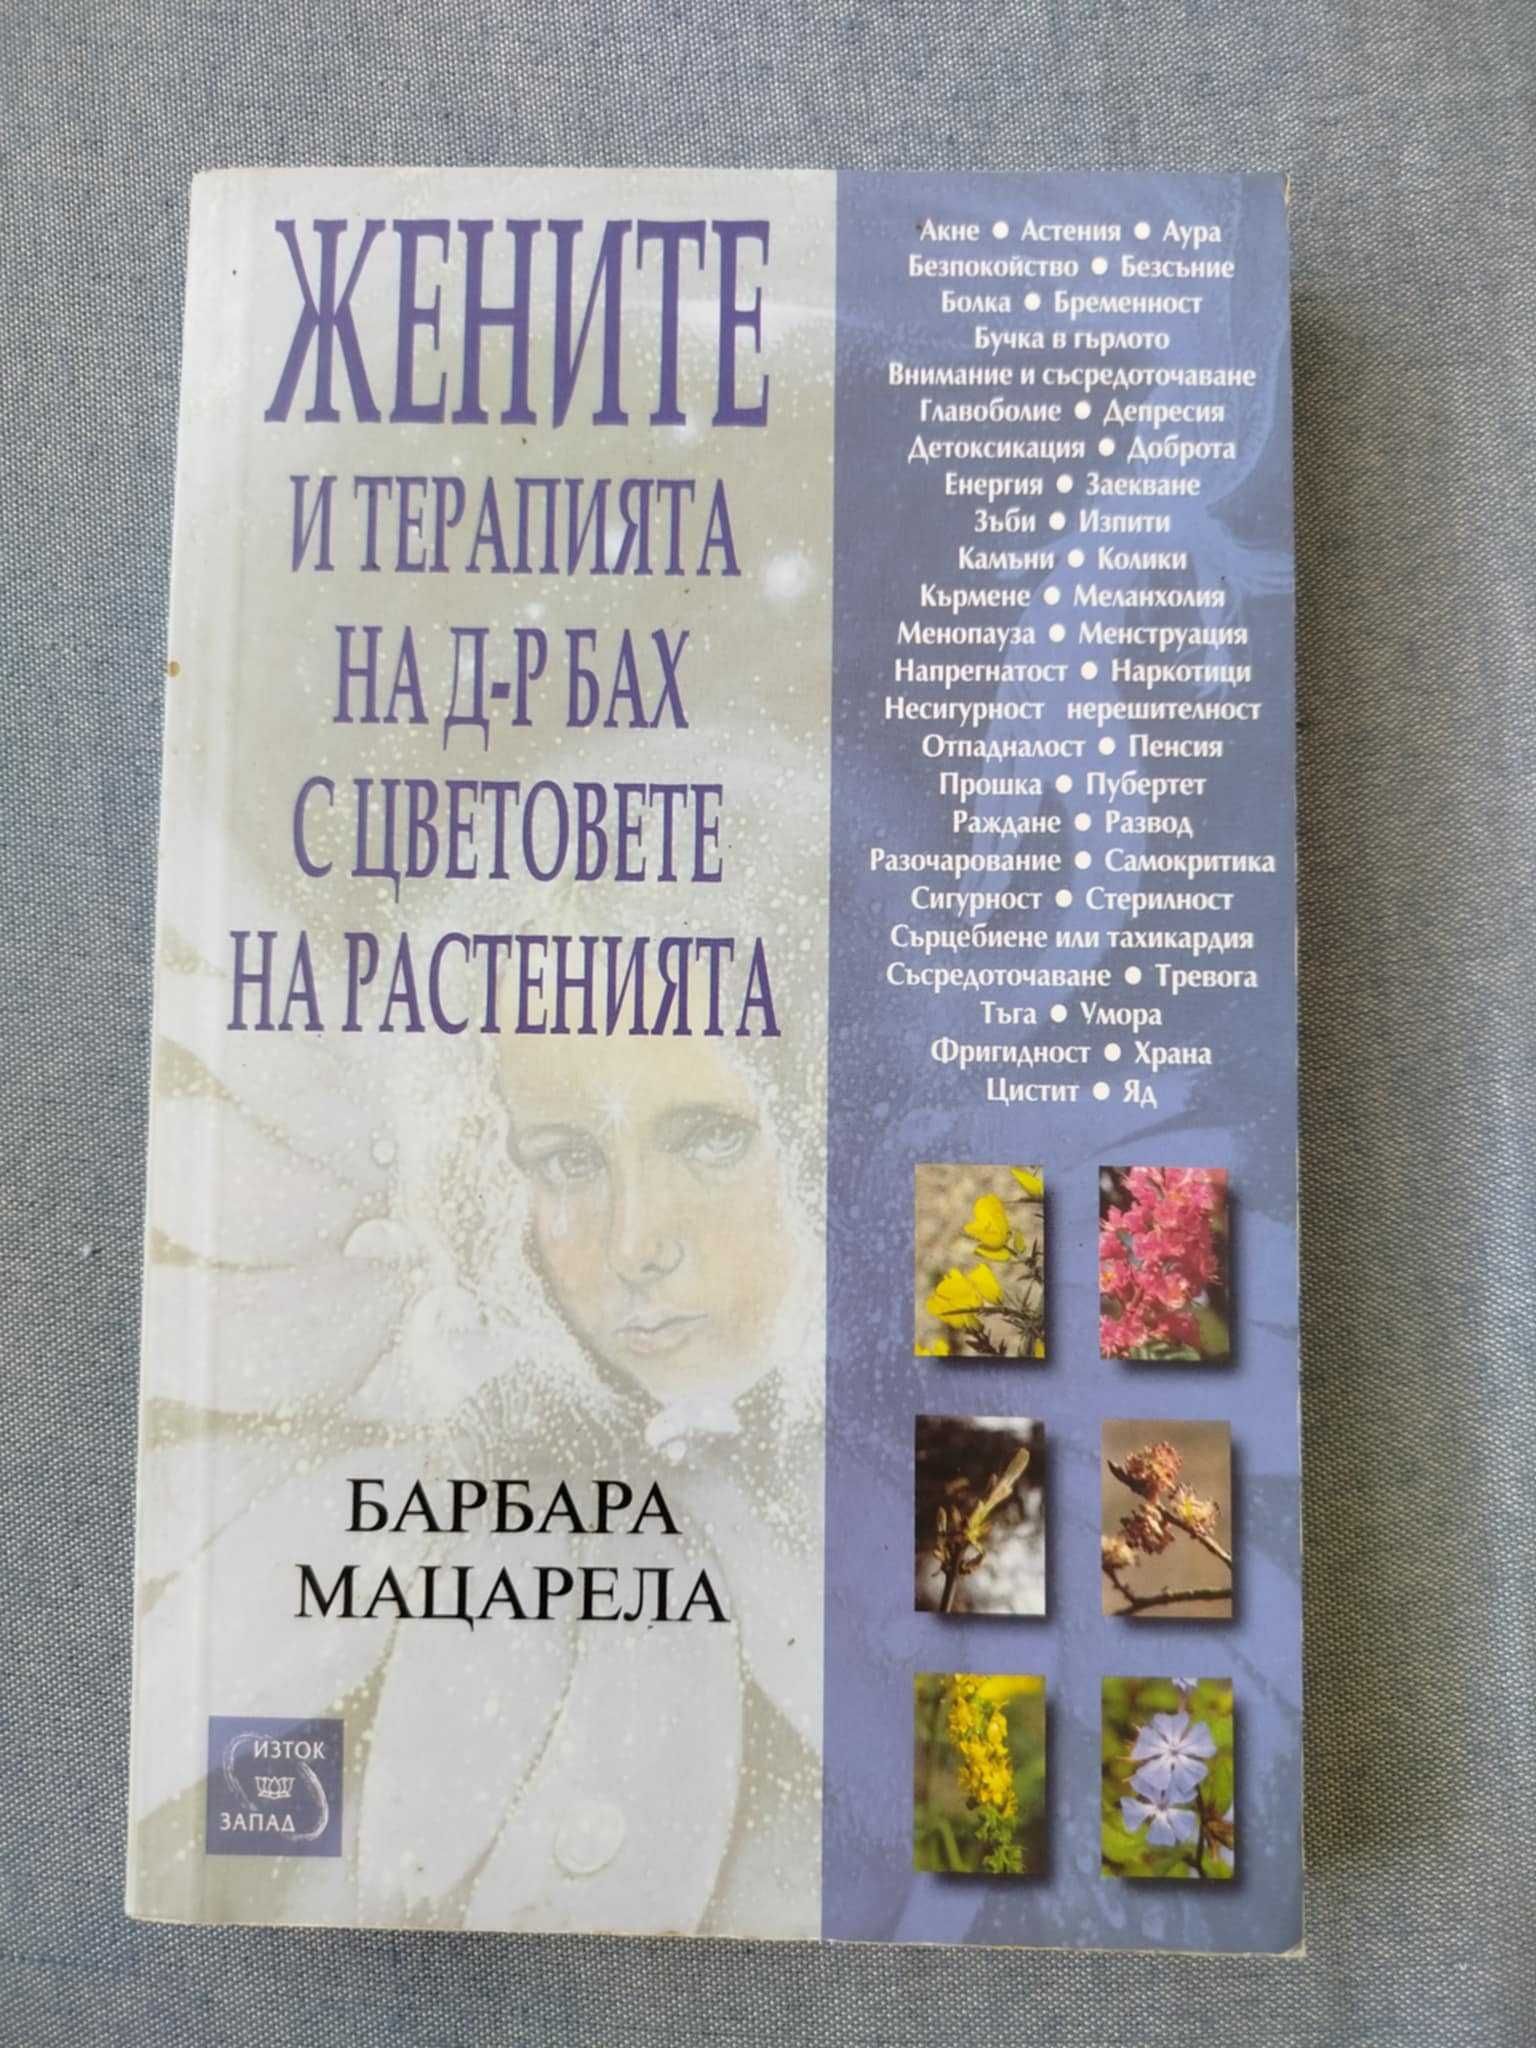 ЖЕНИТЕ
И ТЕРАПИЯТА
НА Д-Р БАХ
С ЦВЕТОВЕТЕ
НА РАСТЕНИЯТА
БАРБАРА
МАЦАРЕЛА
ИЗТОК
ЗАПАД
Акне ● Астения ● Аура
Безпокойство ● Безсъние
Болка ● Бременност
Бучка в гърлото
Внимание и съсредоточаване
Главоболие ● Депресия
Детоксикация ● Доброта
Енергия ● Заекване
Зъби ● Изпити
Камъни ● Колики
Кърмене ● Меланхолия
Менопауза ● Менструация
Напрегнатост ● Наркотици
Несигурност нерешителност
Отпадналост ● Пенсия
Прошка ● Пубертет
Раждане ● Развод
Разочарование ● Самокритика
Сигурност ● Стерилност
Сърцебиене или тахикардия
Съсредоточаване ● Тревога
Тъга ● Умора
Фригидност ● Храна
Цистит ● Яд